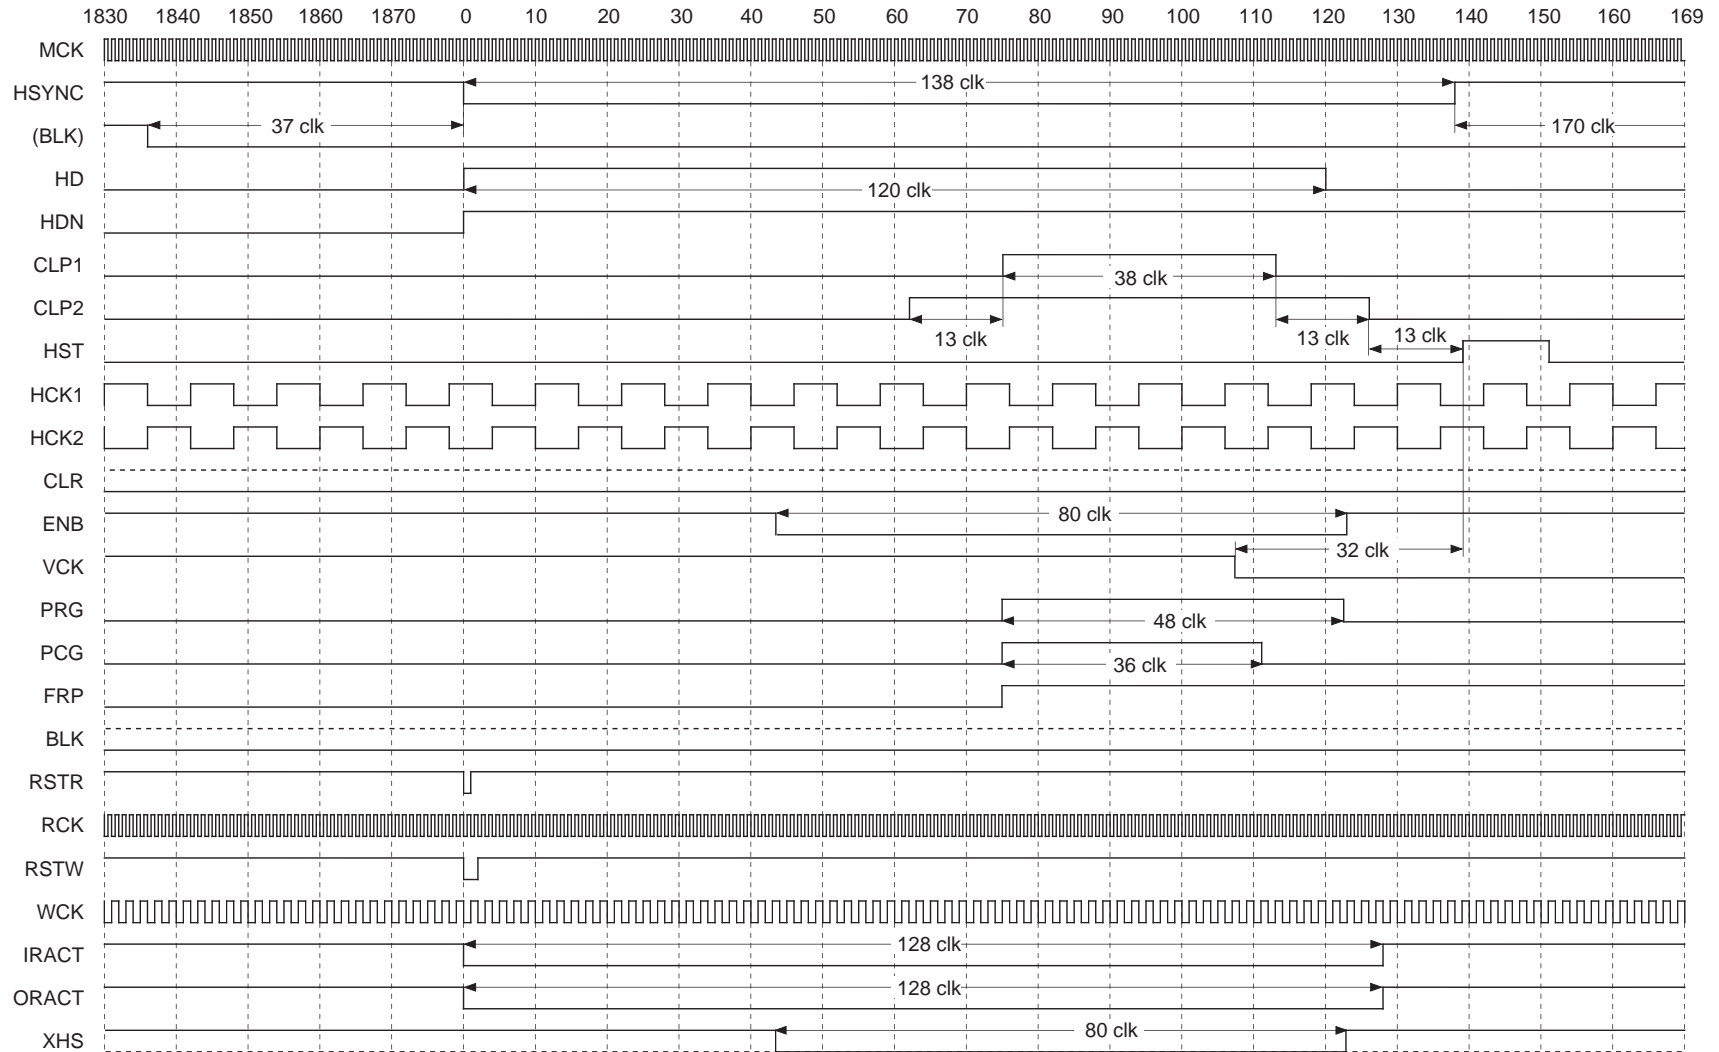 1830 1840 1850 1860 1870 0 10 20 30 40 50 60 70 80 90 100 110 120 130 140 150 160 169
MCK
HSYNC 138 clk
(BLK) 37 clk 170 clk
HD 120 clk
HDN
CLP1 38 clk
CLP2
13 clk 13 clk 13 clk
HST
HCK1
HCK2
CLR
ENB 80 clk
32 clk
VCK
PRG 48 clk
PCG 36 clk
FRP
BLK
RSTR
RCK
RSTW
WCK
IRACT 128 clk
ORACT 128 clk
XHS 80 clk